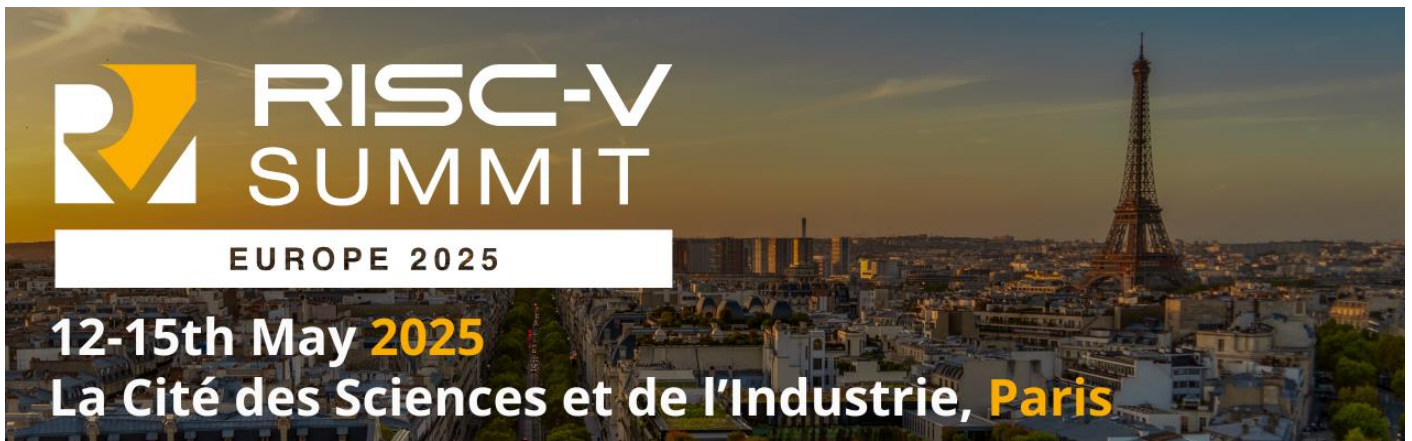 RISC-V
SUMMIT
EUROPE 2025
12-15th May 2025
La Cité des Sciences et de l’Industrie, Paris